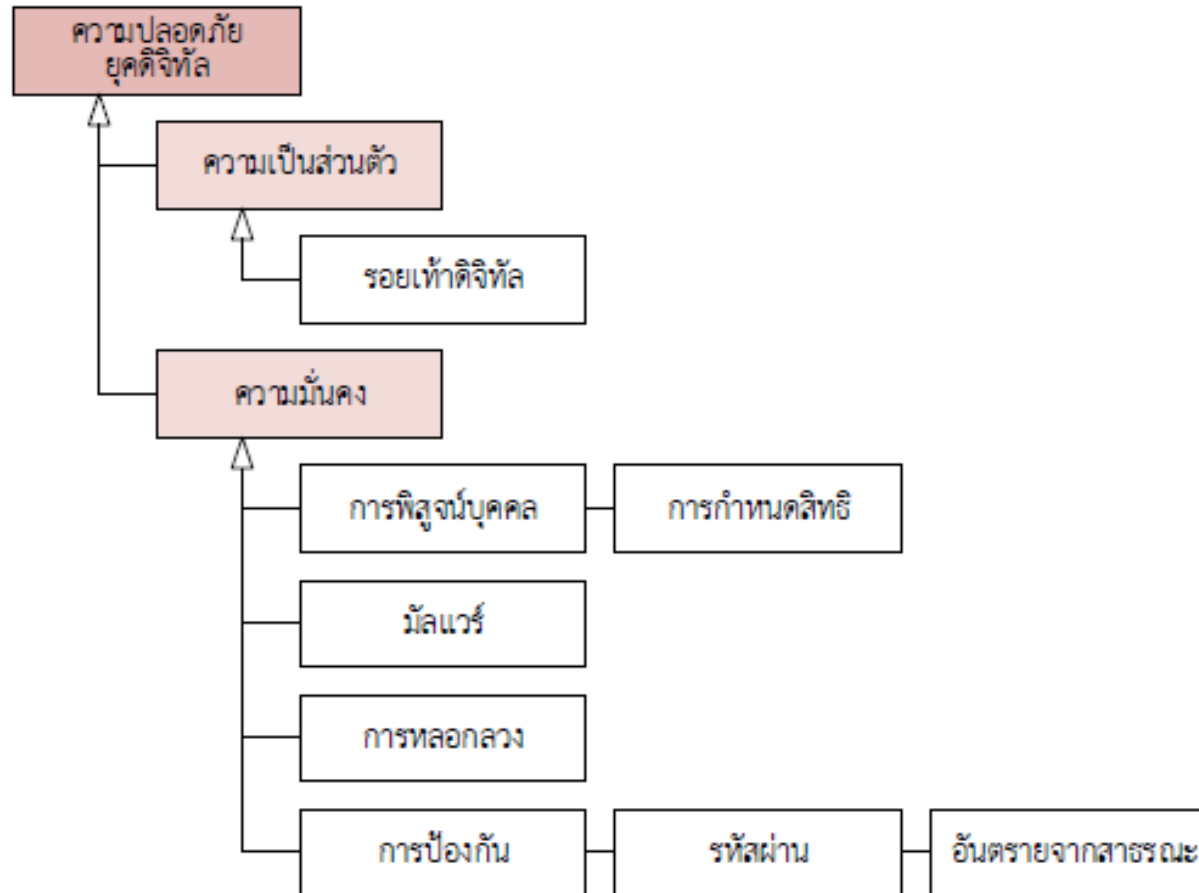 ความปลอดภัย
ยุคดิจิทัล
ความเป็นส่วนตัว
รอยเท้าดิจิทัล
ความมั่นคง
การพิสูจน์บุคคล
การกำหนดสิทธิ
มัลแวร์
การหลอกลวง
การป้องกัน
รหัสผ่าน
อันตรายจากสาธรณะ